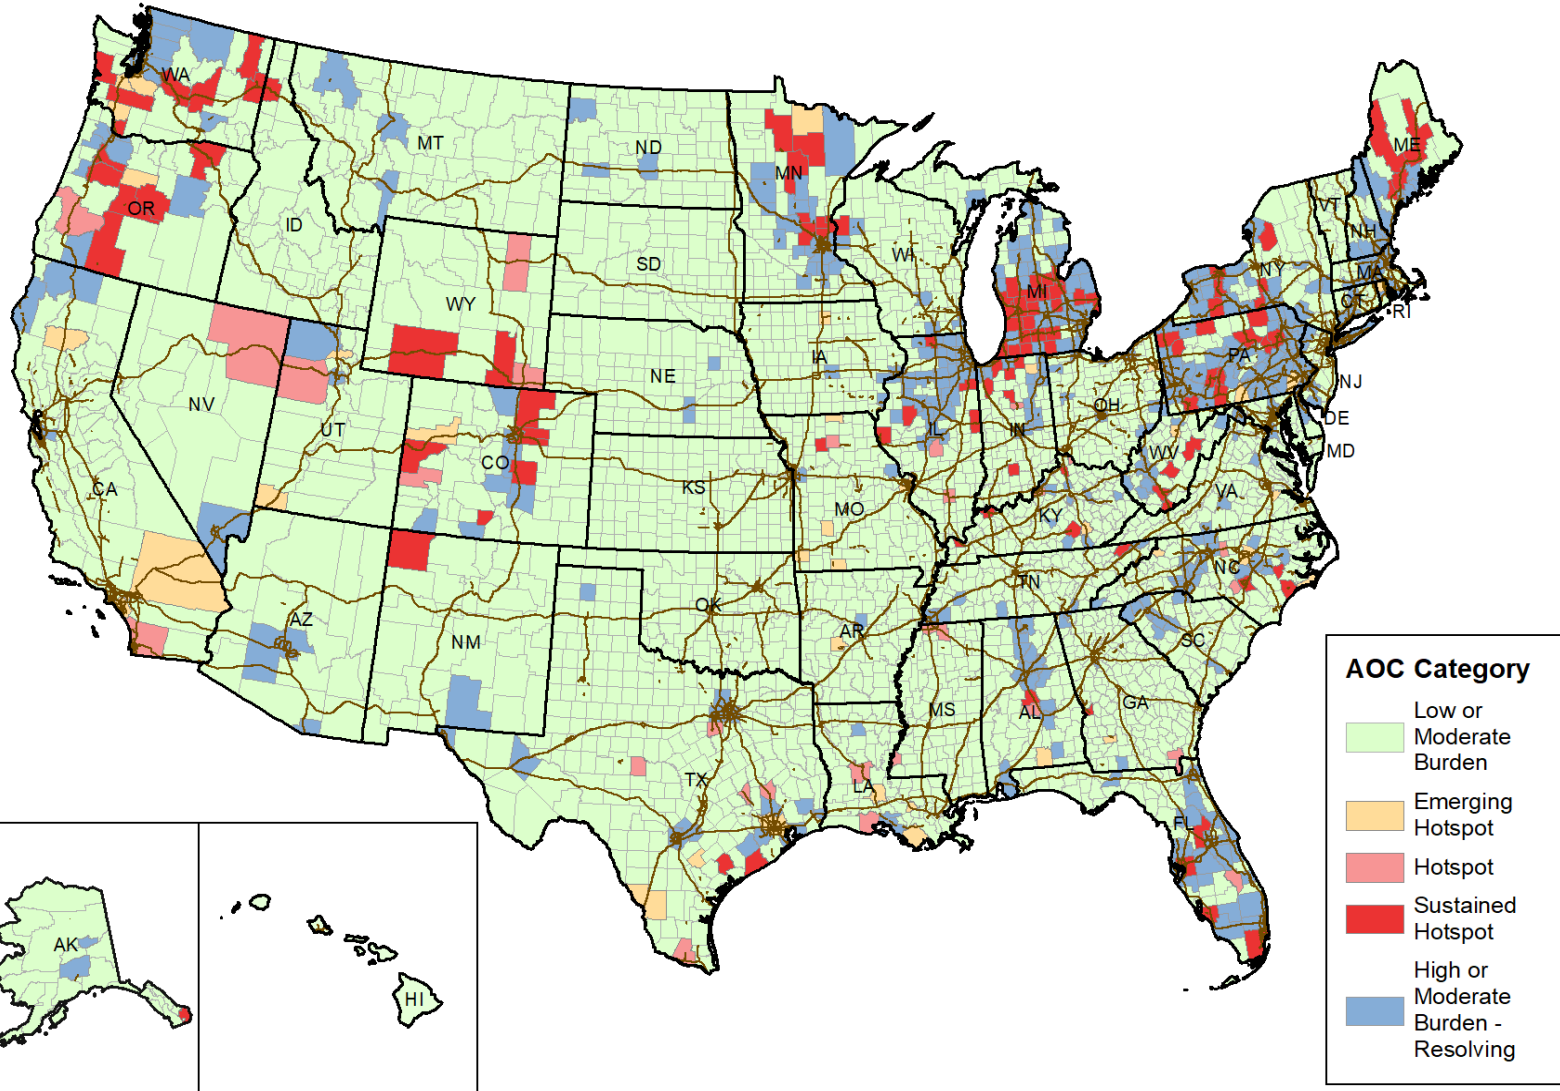 WA
MT
ND
MN
ME
OR
ID
SD
WI
MI
VT
NH
NY
MA
CT
RI
WY
NE
IA
PA
NJ
NV
UT
CO
IL
IN
OH
DE
WV
MD
CA
KS
MO
KY
VA
AZ
NM
OK
AR
TN
NC
SC
MS
AL
GA
TX
LA
FL
AK
HI
AOC Category
Low or
Moderate
Burden
Emerging
Hotspot
Hotspot
Sustained
Hotspot
High or
Moderate
Burden -
Resolving